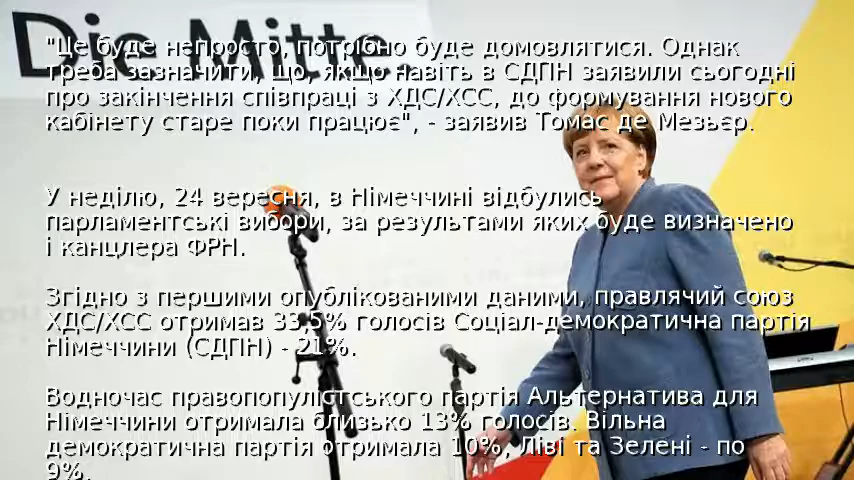 Die Mitte.
"Це буде непросто, потрібно буде домовлятися. Однак
треба зазначити, що, якщо навіть в СДПН заявили сьогодні
про закінчення співпраці з ХДС/ХСС, до формування нового
кабінету старе поки працює", - заявив Томас де Мезьєр.
У неділю, 24 вересня, в Німеччині відбулись
парламентські вибори, за результами яких буде визначено
і канцлера ФРН.
Згідно з першими опублікованими даними, правлячий союз
ХДС/ХСС отримав 33,5% голосів Соціал-демократична партія
Німеччини (СДПН) - 21%.
Водночас правопопулістського партія Альтернатива для
Німеччини отримала близько 13% голосів. Вільна
демократична партія отримала 10%, Ліві та Зелені - по
9%.